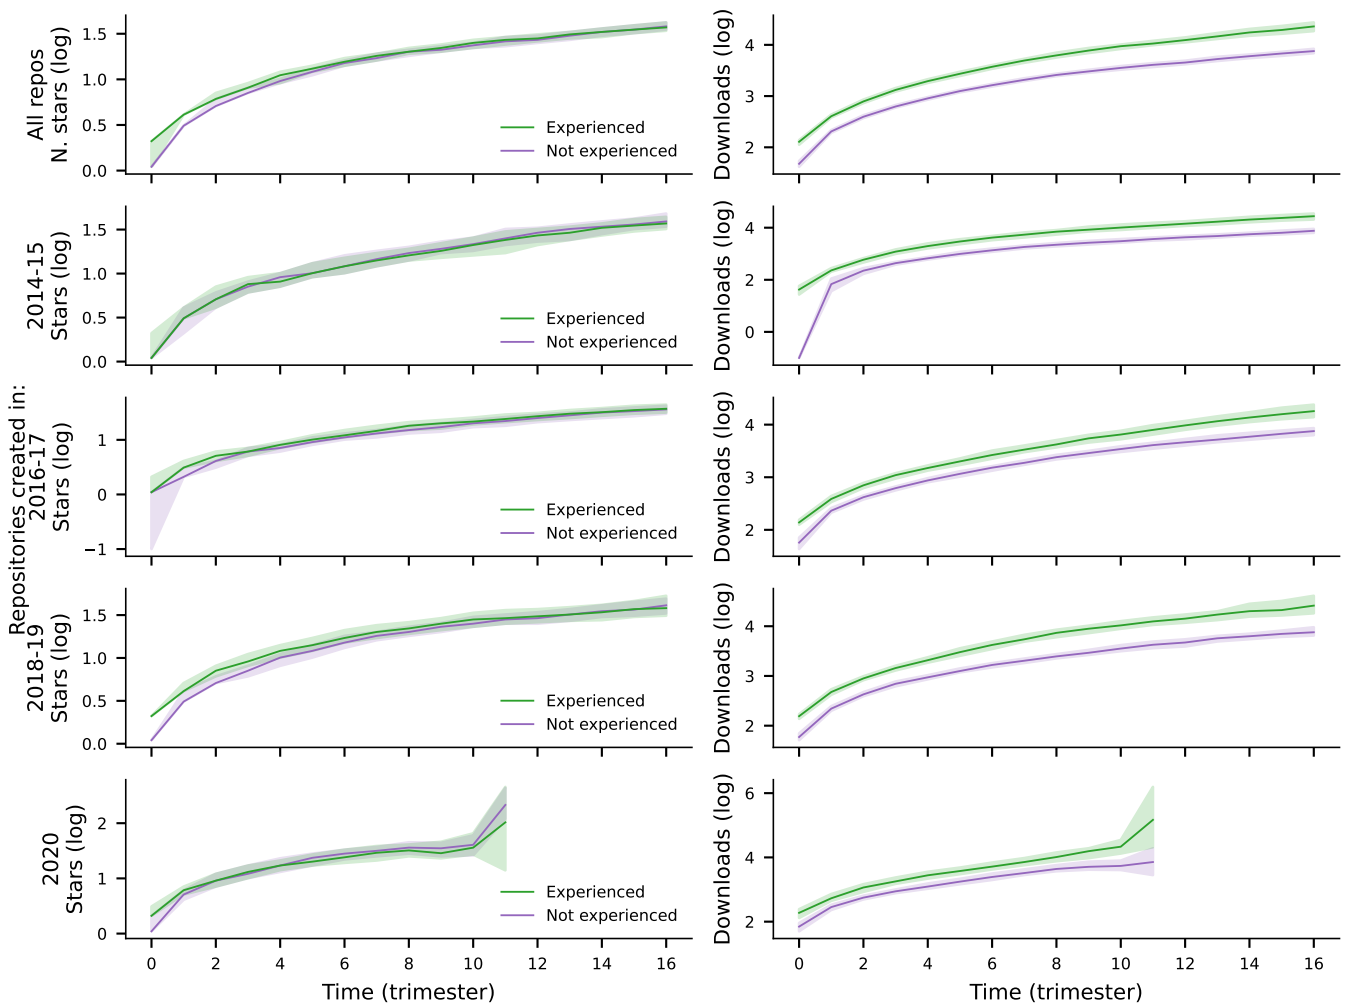 All repos
N. stars (log)
1.5
1.0
0.5
0.0
Experienced
Not experienced
Downloads (log)
4
3
2
Repositories created in:
2014-15
Stars (log)
1.5
1.0
0.5
0.0
Experienced
Not experienced
Downloads (log)
4
2
0
2016-17
Stars (log)
1
0
−1
Experienced
Not experienced
Downloads (log)
4
3
2
2018-19
Stars (log)
1.5
1.0
0.5
0.0
Experienced
Not experienced
Downloads (log)
4
3
2
2020
Stars (log)
2
1
0
Experienced
Not experienced
0 2 4 6 8 10 12 14 16
Time (trimester)
Downloads (log)
6
4
2
0 2 4 6 8 10 12 14 16
Time (trimester)